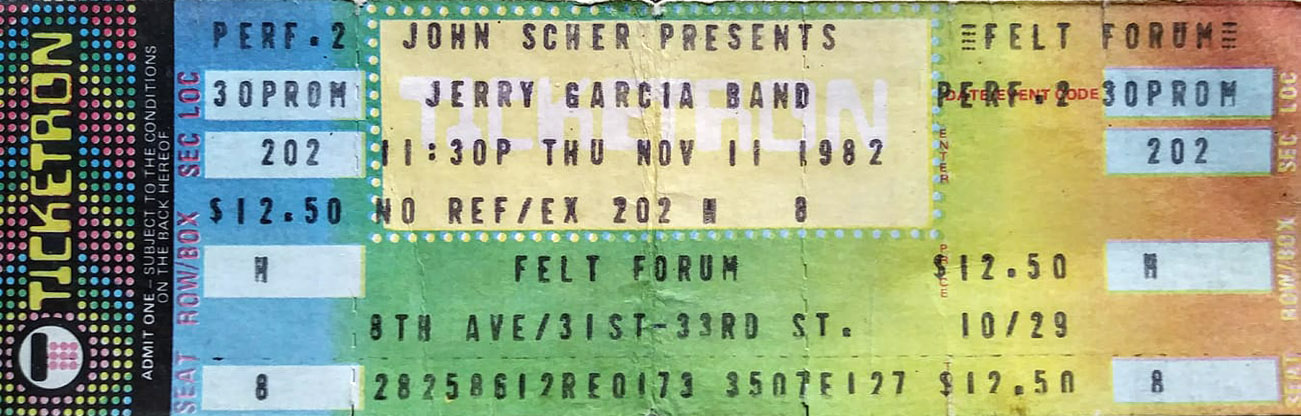 TICKETRON
ADMIT ONE – SUBJECT TO THE CONDITIONS
ON THE BACK HEREOF
SEC LOC
ROW/BOX
SEAT
PERF.2
30PROM
202
$12.50
8
JOHN SCHER PRESENTS
TICKETRON
JERRY GARCIA BAND
11:30P THU NOV 11 1982
NO REF/EX 202 8
FELT FORUM
8TH AVE/31ST-33RD ST.
28258612RE0173 3507E127
FELT FORUM
PERF.2 30PROM
DATE/EVENT CODE
ENTER
202
PRICE
$12.50
10/29
$12.50 8
SEC LOC
ROW/BOX
SEAT